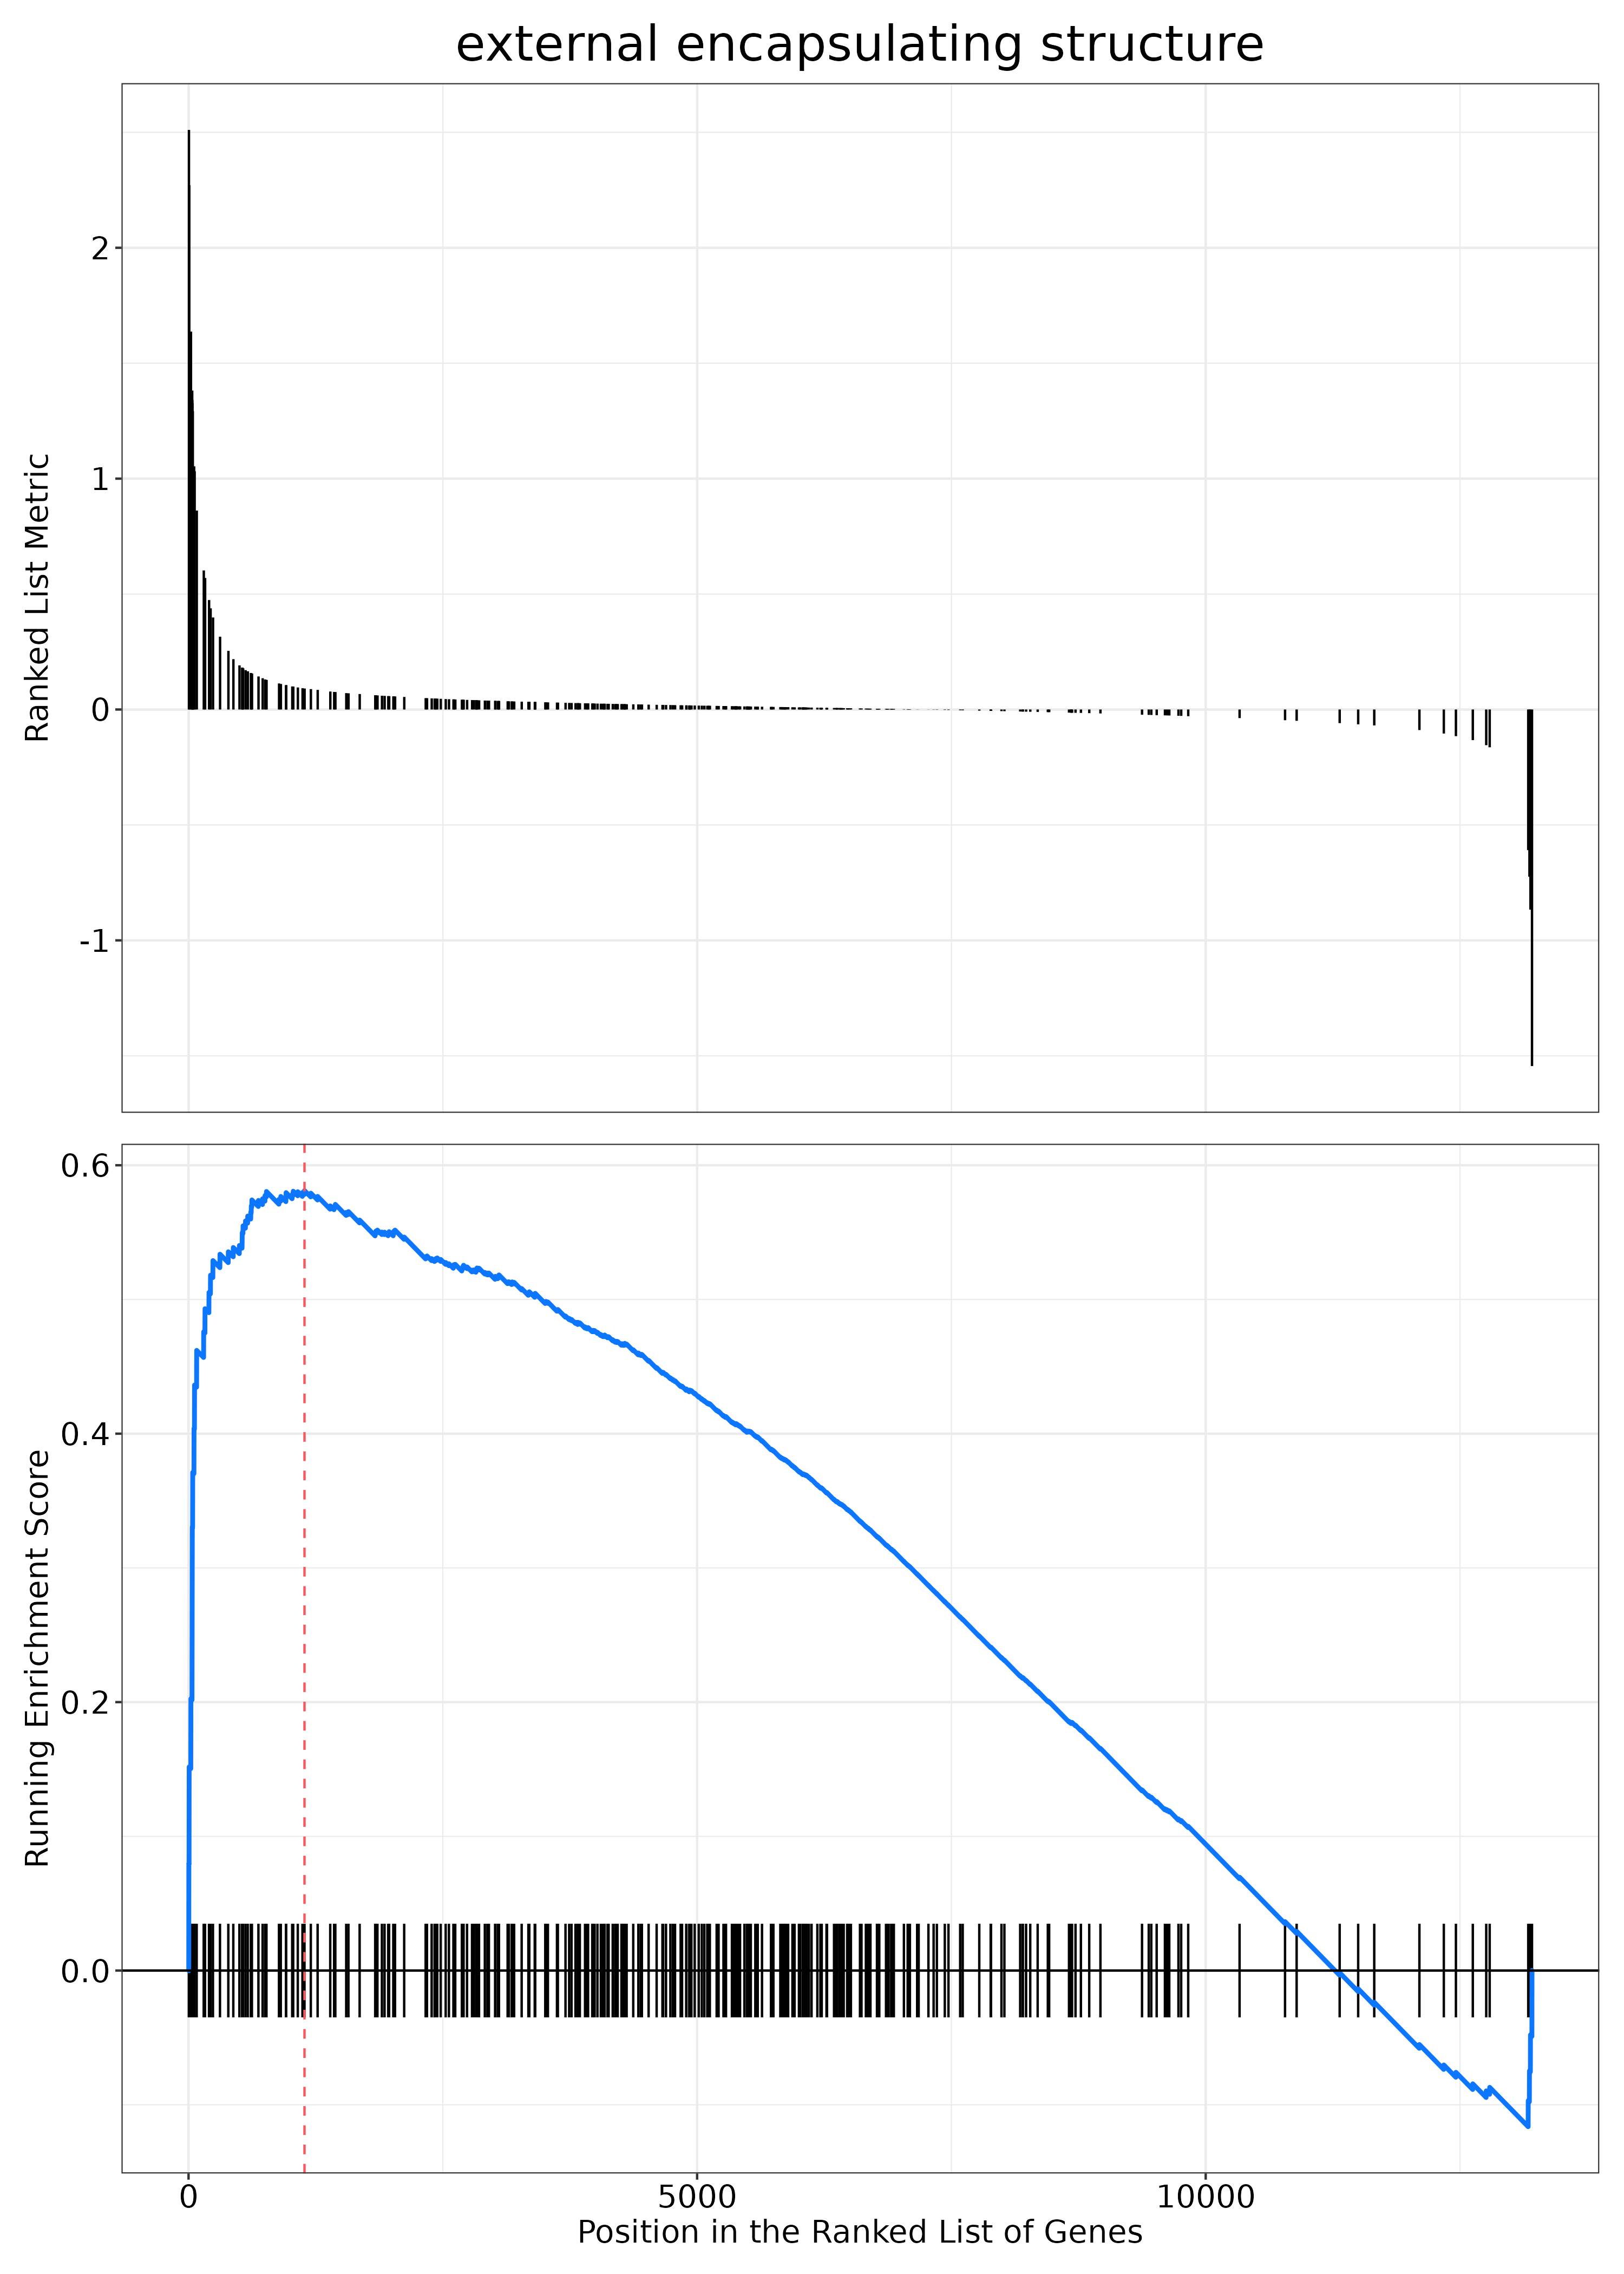 external encapsulating structure
Ranked List Metric
2
1
0
-1
Running Enrichment Score
0.6
0.4
0.2
0.0
0
5000
10000
Position in the Ranked List of Genes